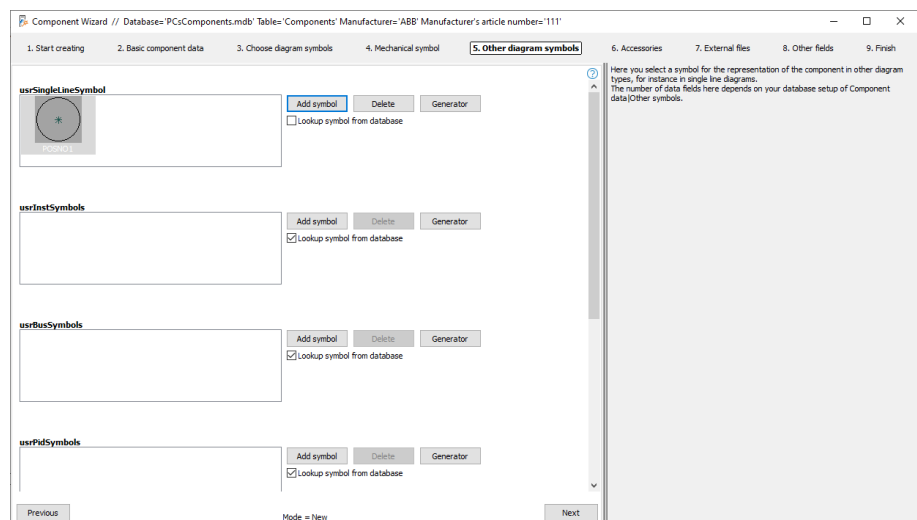 Component Wizard // Database='PCsComponents.mdb' Table='Components' Manufacturer='ABB' Manufacturer's article number='111'
1. Start creating
2. Basic component data
3. Choose diagram symbols
4. Mechanical symbol
5. Other diagram symbols
6. Accessories
7. External files
8. Other fields
9. Finish
Here you select a symbol for the representation of the component in other diagram
types, for instance in single line diagrams.
The number of data fields here depends on your database setup of Component
data|Other symbols.
usrSingleLineSymbol
POSNO1
Add symbol
Delete
Generator
Lookup symbol from database
usrInstSymbols
Add symbol
Delete
Generator
Lookup symbol from database
usrBusSymbols
Add symbol
Delete
Generator
Lookup symbol from database
usrPidSymbols
Add symbol
Delete
Generator
Lookup symbol from database
Previous
Mode = New
Next